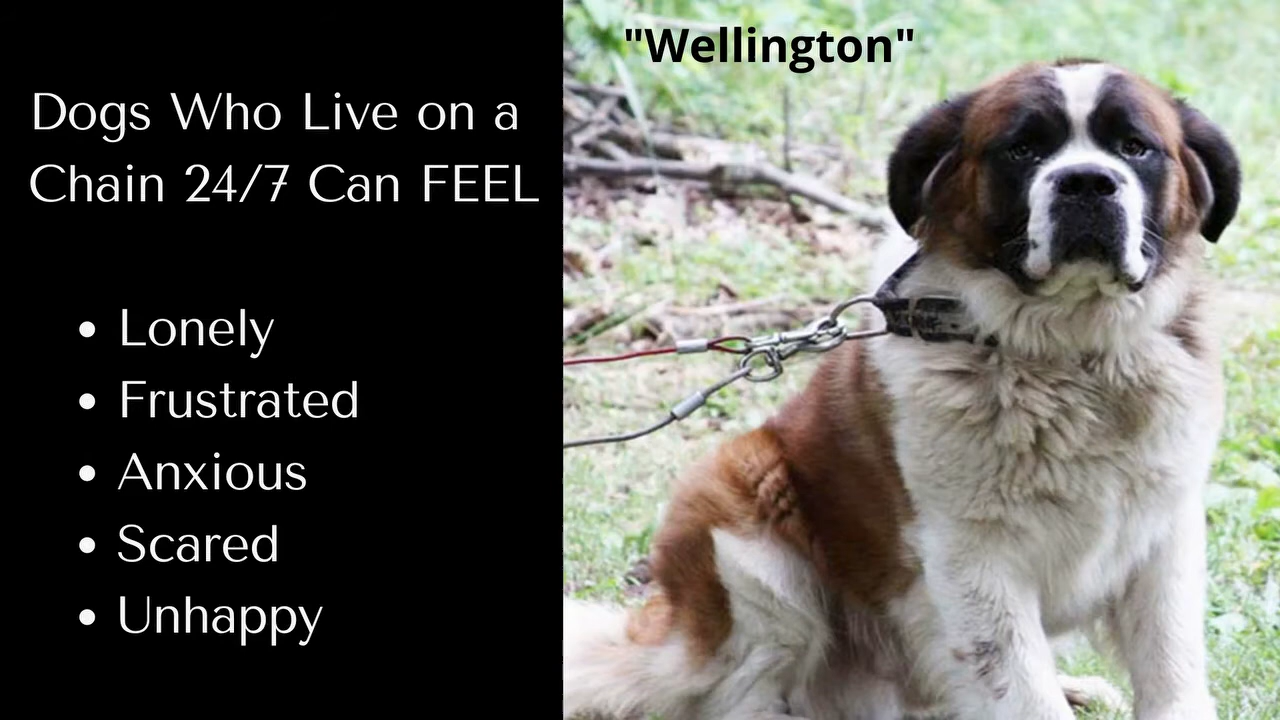 Dogs Who Live on a
Chain 24/7 Can FEEL
• Lonely
• Frustrated
• Anxious
• Scared
• Unhappy
"Wellington"